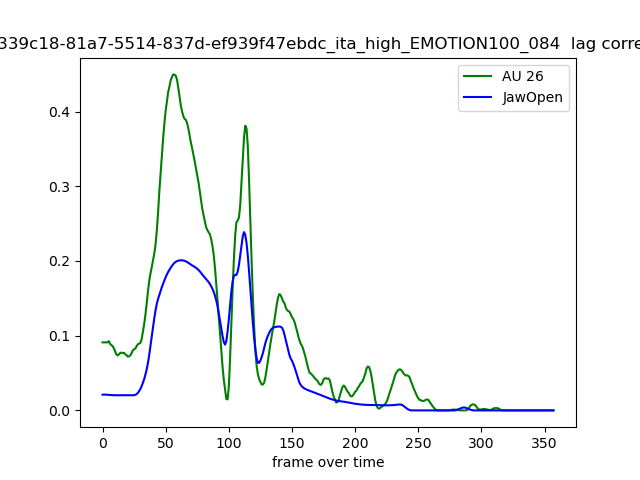 339c18-81a7-5514-837d-ef939f47ebdc_ita_high_EMOTION100_084 lag corre
AU 26
JawOpen
0.4
0.3
0.2
0.1
0.0
0 50 100 150 200 250 300 350
frame over time